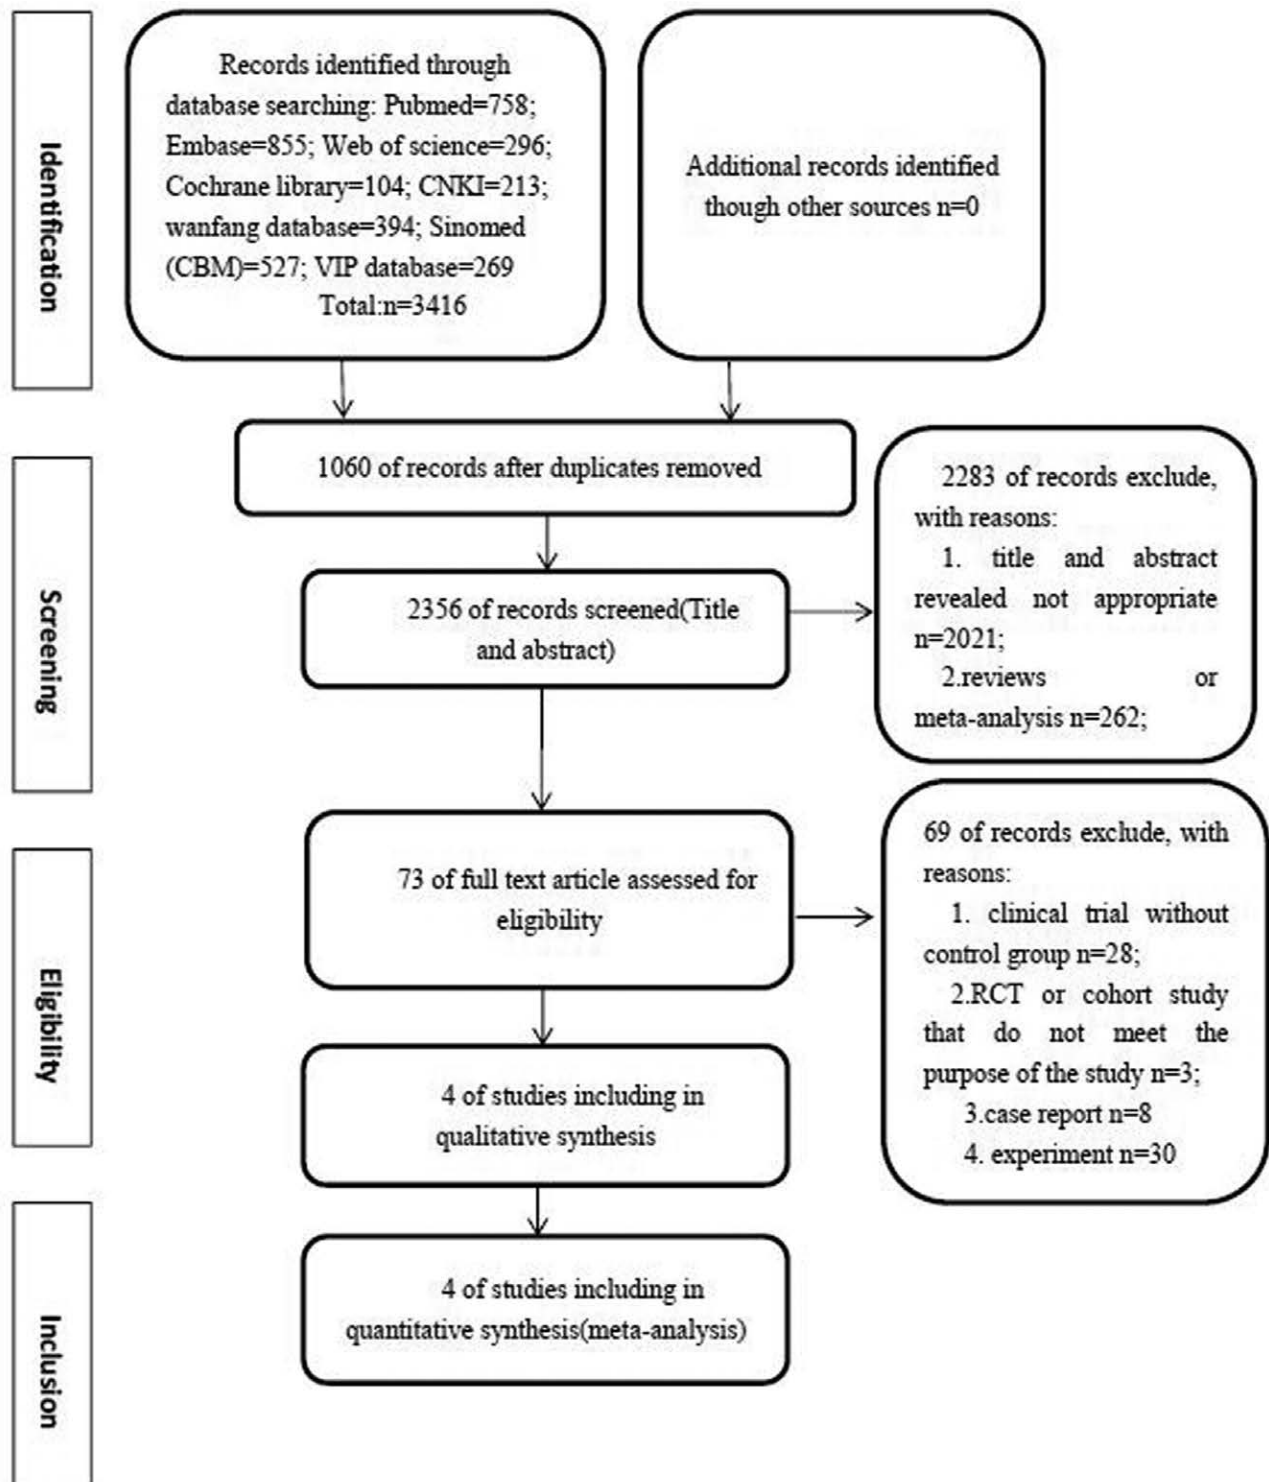 Identification
Records identified through
database searching: Pubmed=758;
Embase=855; Web of science=296;
Cochrane library=104; CNKI=213;
wanfang database=394; Sinomed
(CBM)=527; VIP database=269
Total:n=3416
Additional records identified
though other sources n=0
1060 of records after duplicates removed
Screening
2356 of records screened(Title
and abstract)
2283 of records exclude,
with reasons:
1. title and abstract
revealed not appropriate
n=2021;
2.reviews or
meta-analysis n=262;
Eligibility
73 of full text article assessed for
eligibility
69 of records exclude, with
reasons:
1. clinical trial without
control group n=28;
2.RCT or cohort study
that do not meet the
purpose of the study n=3;
3.case report n=8
4. experiment n=30
4 of studies including in
qualitative synthesis
Inclusion
4 of studies including in
quantitative synthesis(meta-analysis)